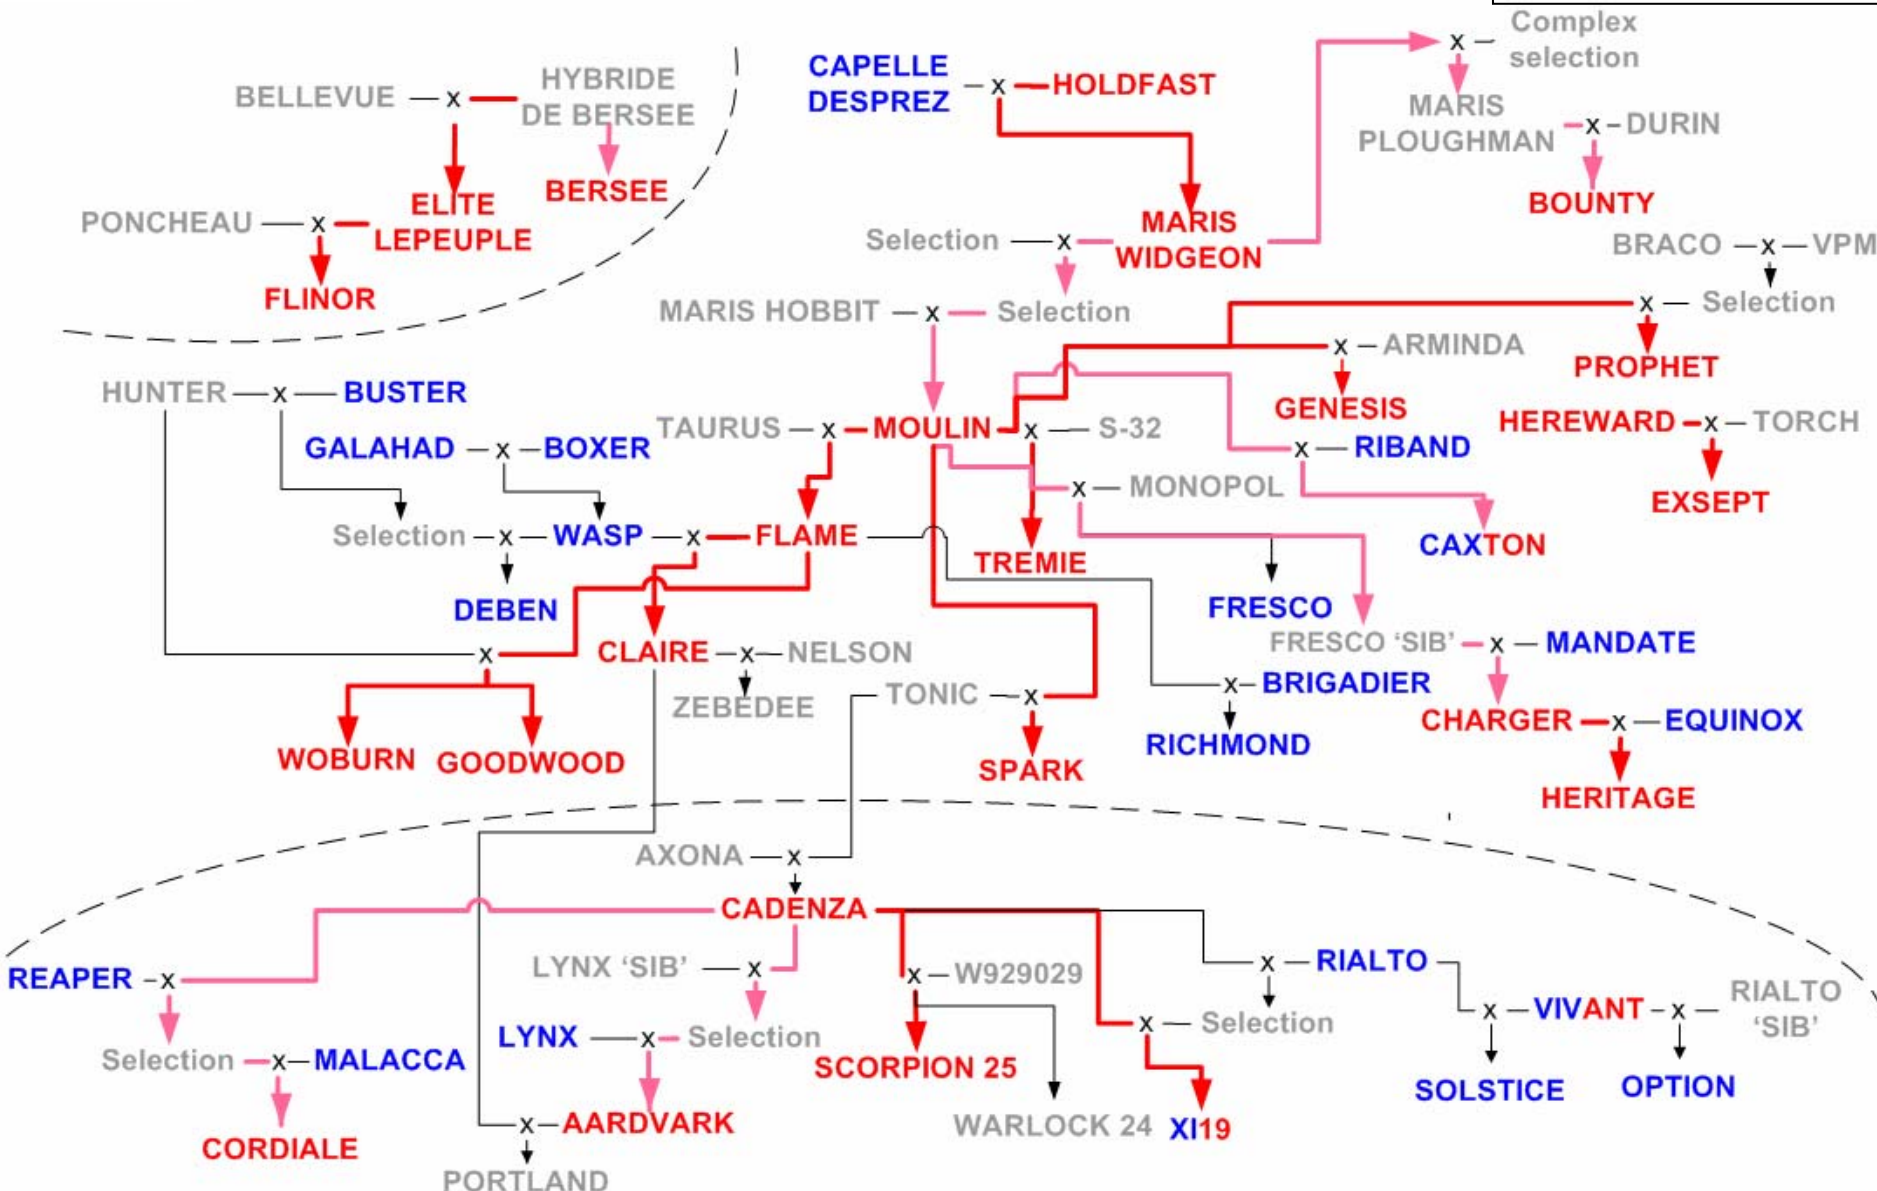 Complex
selection
BELLEVUE x HYBRIDE
DE BERSEE
CAPELLE
DESPREZ x HOLDFAST
MARIS
PLOUGHMAN x DURIN
BERSEE
ELITE
LEPEUPLE
PONCHEAU x
BOUNTY
Selection x MARIS
WIDGEON
BRACO x VPM
FLINOR
MARIS HOBBIT x Selection
x Selection
x ARMINDA
PROPHET
HUNTER x BUSTER
GENESIS
TAURUS x MOULIN x S-32
HEREWARD x TORCH
GALAHAD x BOXER
x RIBAND
x MONOPOL
EXSEPT
Selection x WASP x FLAME
CAXTON
TREMIE
DEBEN
FRESCO
x CLAIRE x NELSON
FRESCO ‘SIB’ x MANDATE
ZEBEDEE
TONIC x
x BRIGADIER
CHARGER x EQUINOX
WOBURN GOODWOOD
SPARK
RICHMOND
HERITAGE
AXONA x
CADENZA
REAPER x
LYNX ‘SIB’ x
x W929029
x RIALTO
x VIVANT x RIALTO
‘SIB’
LYNX x Selection
x Selection
Selection x MALACCA
SCORPION 25
SOLSTICE OPTION
AARDVARK
x
WARLOCK 24 XI19
CORDIALE
PORTLAND